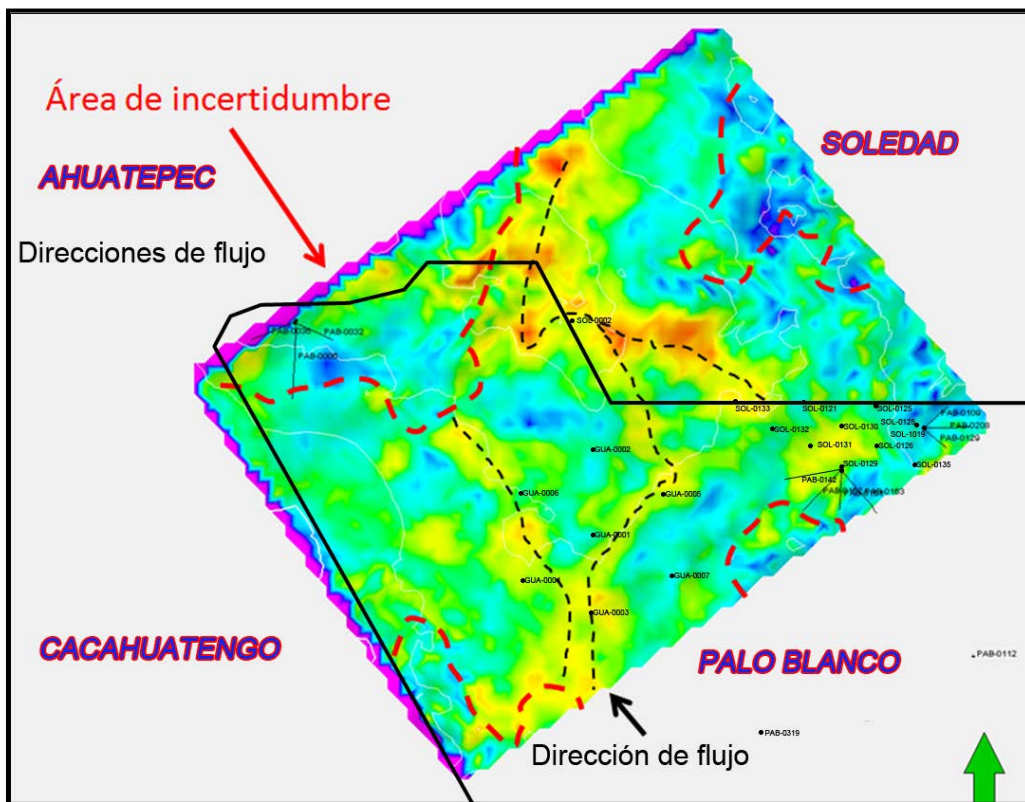 Área de incertidumbre
SOLEDAD
AHUATEPEC
Direcciones de flujo
SOL-0002
PAB-0032
PAB-0006
SOL-0133
SOL-0121
SOL-0125
PAB-0109
SOL-0132
SOL-0130
SOL-0128
PAB-0208
SOL-1019
PAB-0129
SOL-0131
SOL-0126
GUA-0002
SOL-0129
SOL-0135
PAB-0142
GUA-0006
GUA-0005
GUA-0001
GUA-0004
GUA-0007
GUA-0003
CACAHUATENGO
PALO BLANCO
PAB-0112
PAB-0319
Dirección de flujo